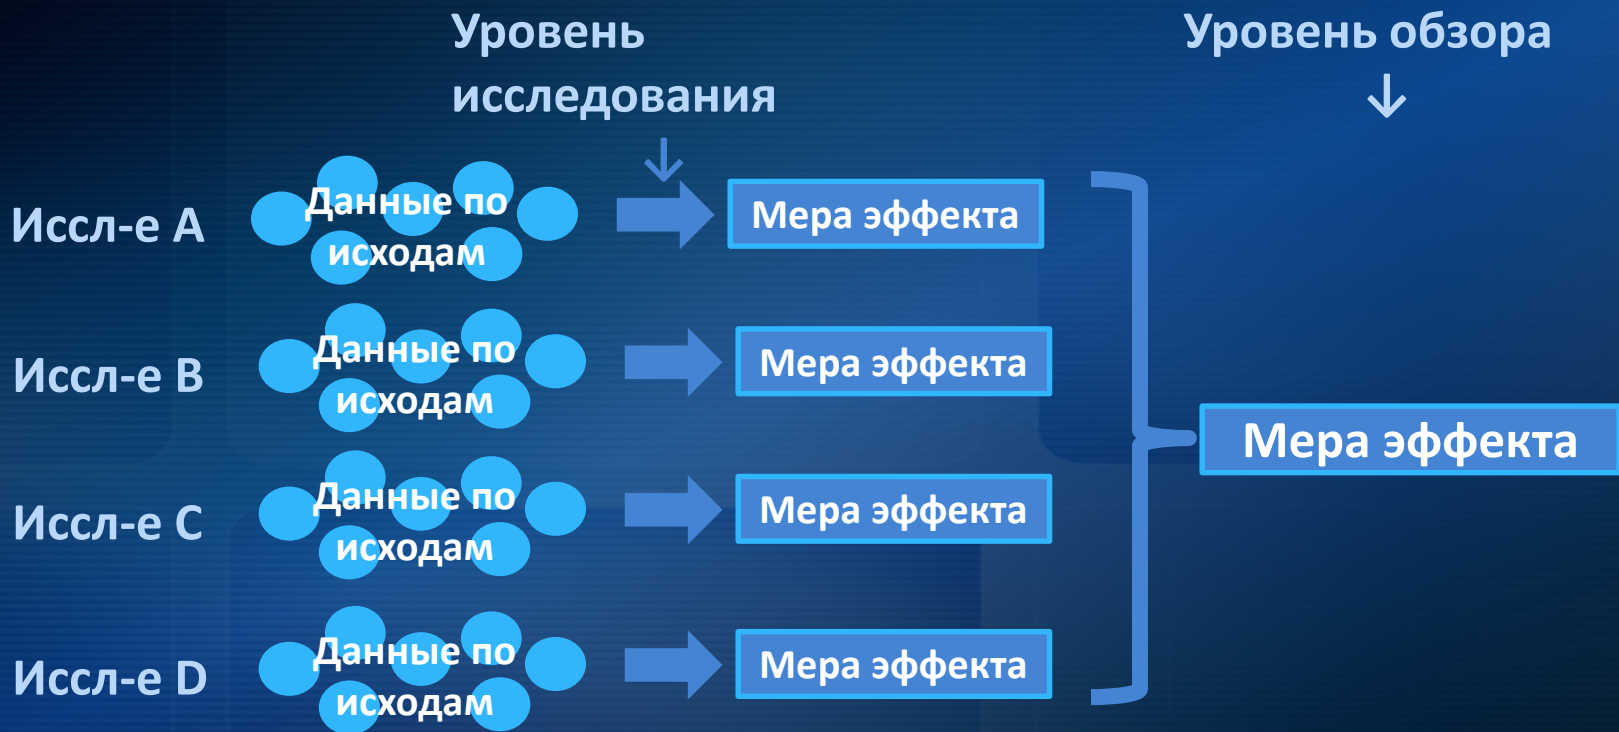 Уровень
исследования
Уровень обзора
Иссл-е А
Данные по
исходам
Мера эффекта
Иссл-е В
Данные по
исходам
Мера эффекта
Мера эффекта
Иссл-е С
Данные по
исходам
Мера эффекта
Иссл-е D
Данные по
исходам
Мера эффекта